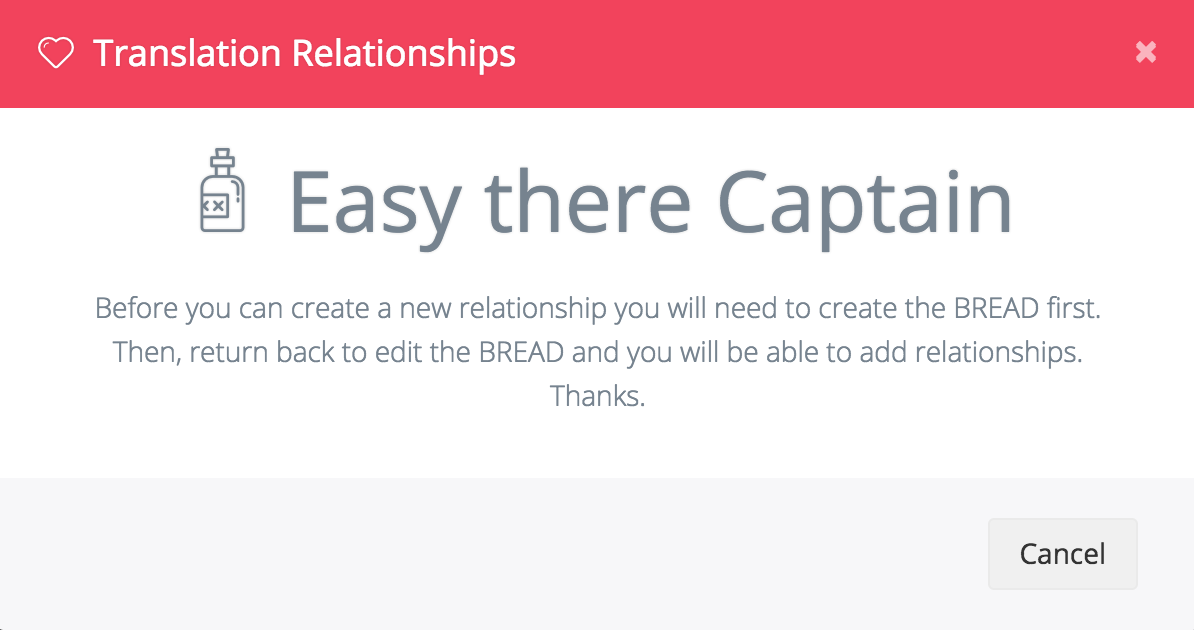 Translation Relationships
Easy there Captain
Before you can create a new relationship you will need to create the BREAD first.
Then, return back to edit the BREAD and you will be able to add relationships.
Thanks.
Cancel